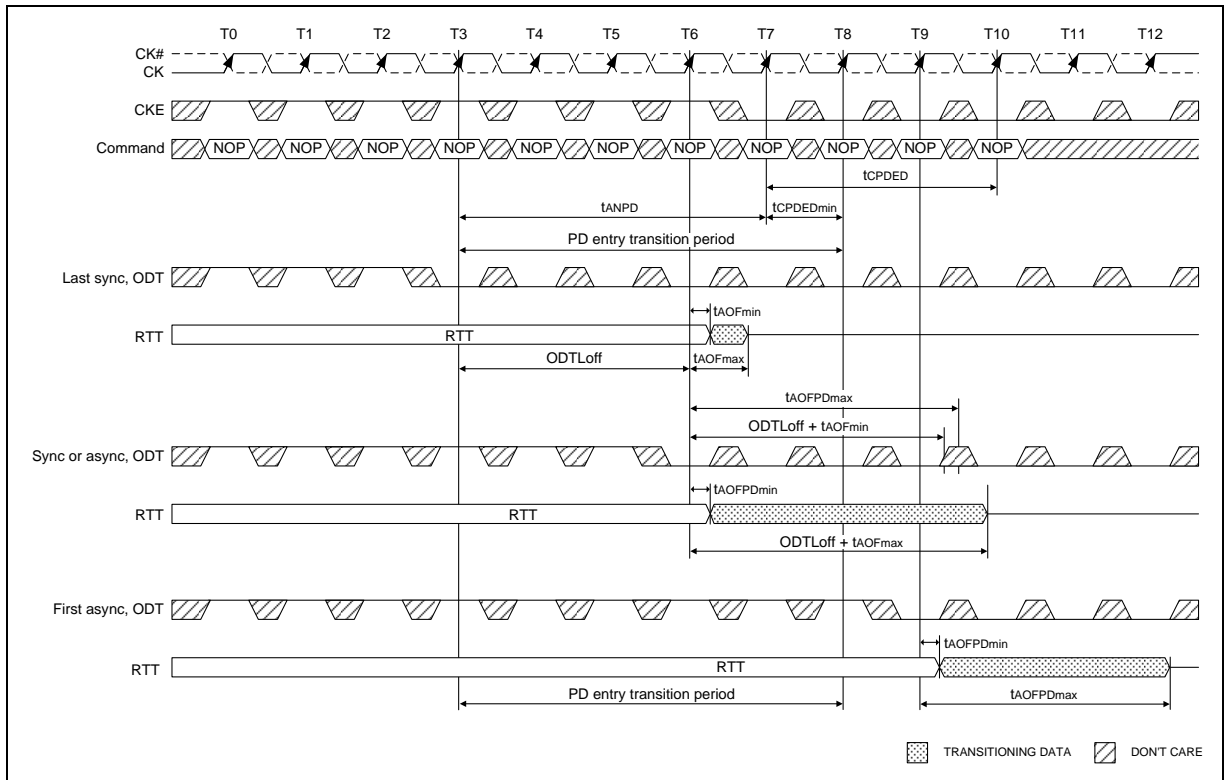 T0 T1 T2 T3 T4 T5 T6 T7 T8 T9 T10 T11 T12
CK#
CK
CKE
Command NOP NOP NOP NOP NOP NOP NOP NOP NOP NOP NOP
tCPDED
tANPD tCPDEDmin
PD entry transition period
Last sync, ODT
tAOFmin
RTT RTT
ODTLoff tAOFmax
tAOFPDmax
ODTLoff + tAOFmin
Sync or async, ODT
tAOFPDmin
RTT RTT
ODTLoff + tAOFmax
First async, ODT
tAOFPDmin
RTT RTT
PD entry transition period tAOFPDmax
TRANSITIONING DATA DON'T CARE